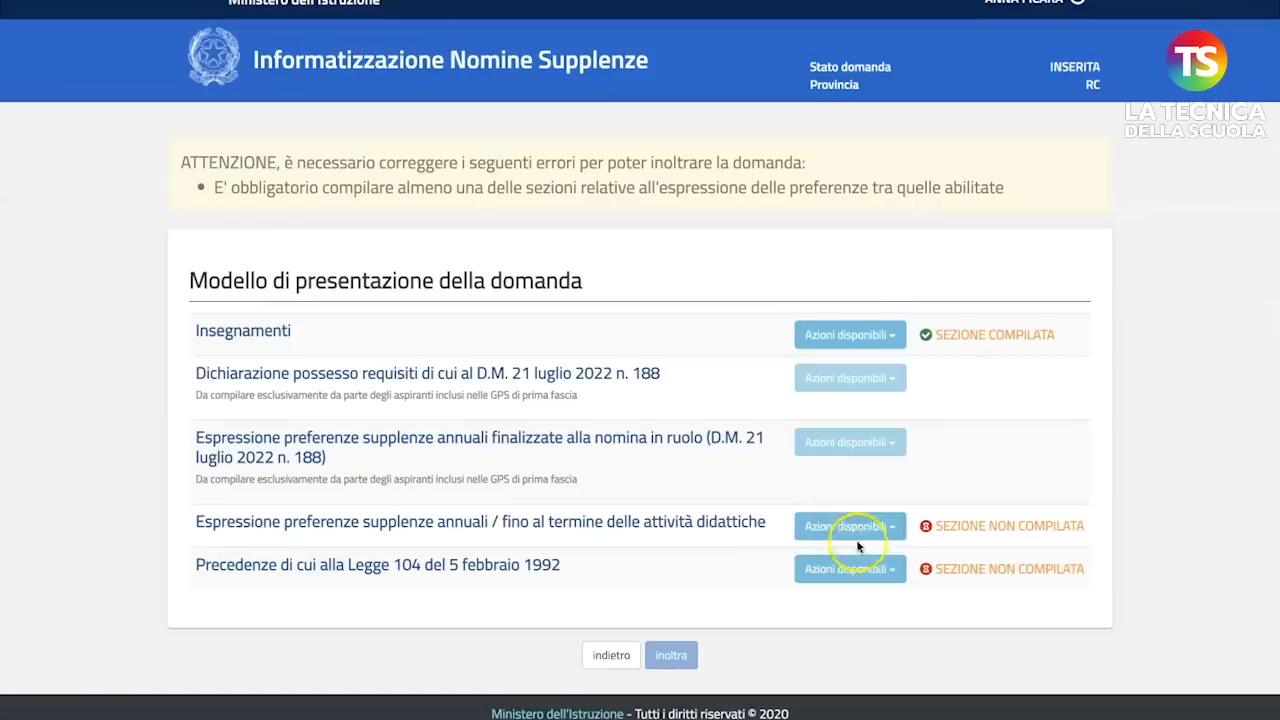 Ministero dell'Istruzione
Informatizzazione Nomine Supplenze
Stato domanda
INSERITA
Provincia
RC
TS
LA TECNICA
DELLA SCUOLA
ATTENZIONE, è necessario correggere i seguenti errori per poter inoltrare la domanda:
• E' obbligatorio compilare almeno una delle sezioni relative all'espressione delle preferenze tra quelle abilitate
Modello di presentazione della domanda
Insegnamenti
Azioni disponibili
SEZIONE COMPILATA
Dichiarazione possesso requisiti di cui al D.M. 21 luglio 2022 n. 188
Azioni disponibili
Da compilare esclusivamente da parte degli aspiranti inclusi nelle GPS di prima fascia
Espressione preferenze supplenze annuali finalizzate alla nomina in ruolo (D.M. 21
luglio 2022 n. 188)
Azioni disponibili
Da compilare esclusivamente da parte degli aspiranti inclusi nelle GPS di prima fascia
Espressione preferenze supplenze annuali / fino al termine delle attività didattiche
Azioni disponibili
SEZIONE NON COMPILATA
Precedenze di cui alla Legge 104 del 5 febbraio 1992
Azioni disponibili
SEZIONE NON COMPILATA
indietro
inoltra
Ministero dell'Istruzione - Tutti i diritti riservati © 2020